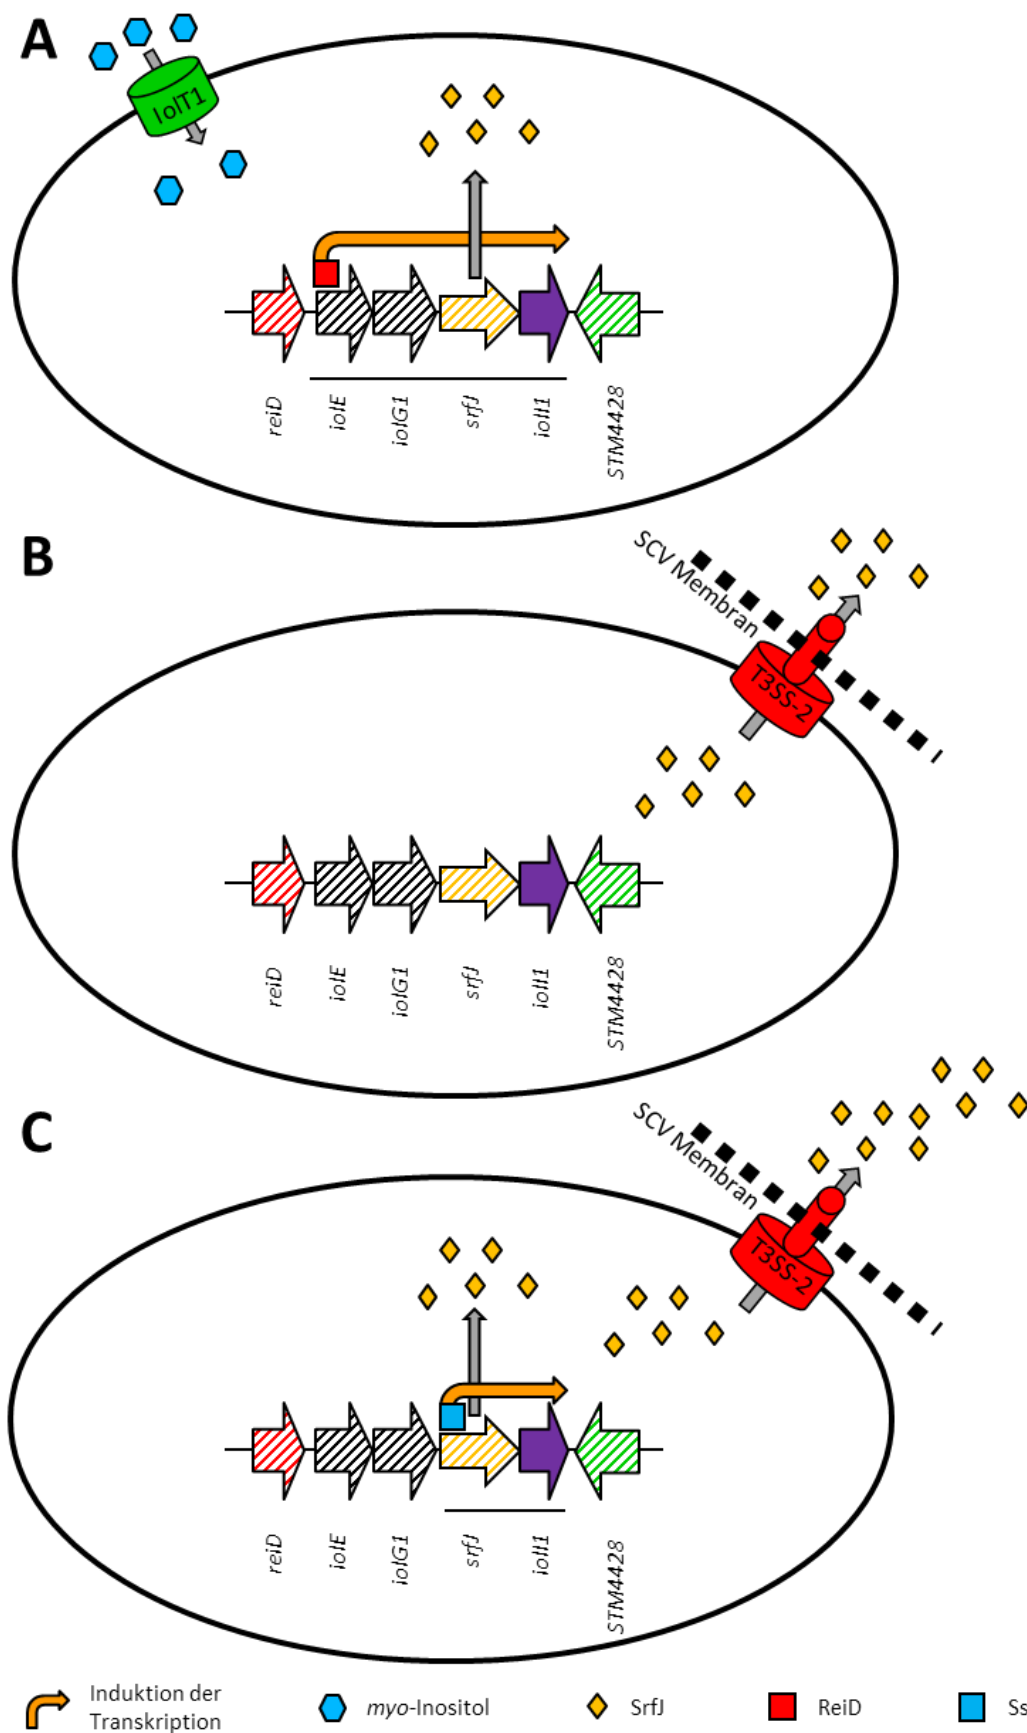 A
IolT1
reiD
iolE
iolG1
srfJ
iolI1
STM4428
B
SCV Membran
T3SS-2
reiD
iolE
iolG1
srfJ
iolI1
STM4428
C
SCV Membran
T3SS-2
reiD
iolE
iolG1
srfJ
iolI1
STM4428
Induktion der
Transkription
myo-Inositol
SrfJ
ReiD